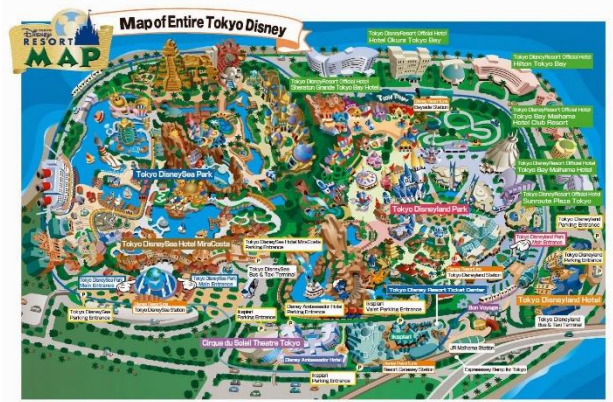 Disney
RESORT
MAP
Map of Entire Tokyo Disney
Tokyo DisneyResort Official Hotel
Hotel Okura Tokyo Bay
Tokyo DisneyResort Official Hotel
Hilton Tokyo Bay
Tokyo DisneyResort Official Hotel
Sheraton Grande Tokyo Bay Hotel
Toon Town
Bayside Station
Tokyo DisneyResort Official Hotel
Tokyo Bay Maihama
Hotel Club Resort
Tokyo DisneyResort Official Hotel
Tokyo Bay Maihama Hotel
Tokyo DisneyResort Official Hotel
Sunroute Plaza Tokyo
Tokyo DisneySea Park
Tokyo Disneyland Park
Tokyo Disneyland
Parking Entrance
Tokyo Disneyland Park
Main Entrance
Tokyo DisneySea Hotel MiraCosta
Tokyo DisneySea Hotel MiraCosta
Parking Entrance
Tokyo Disneyland
Parking Entrance
Tokyo DisneySea
Bus & Taxi Terminal
Tokyo DisneySea Park
Main Entrance
Tokyo DisneySea Park
Main Entrance
Tokyo Disneyland Station
Tokyo Disney Resort Ticket Center
Tokyo Disneyland Hotel
Disney Ambassador Hotel
Parking Entrance
Ikspiari
Valet Parking Entrance
Bon Voyage
Tokyo DisneySea
Parking Entrance
Tokyo DisneySea Station
Ikspiari
Parking Entrance
Tokyo Disneyland
Bus & Taxi Terminal
Cirque du Soleil Theatre Tokyo
Ikspiari
JR Maihama Station
Disney Ambassador Hotel
Resort Gateway Station
Expressway Ramp for Tokyo
Ikspiari
Parking Entrance